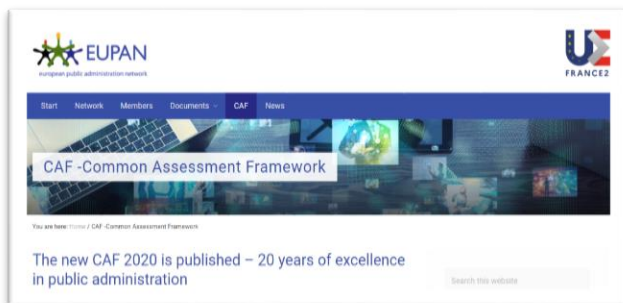 EUPAN
european public administration network
UE
FRANCE2
Start Network Members Documents CAF News
CAF -Common Assessment Framework
You are here: Home / CAF -Common Assessment Framework
The new CAF 2020 is published – 20 years of excellence
in public administration
Search this website